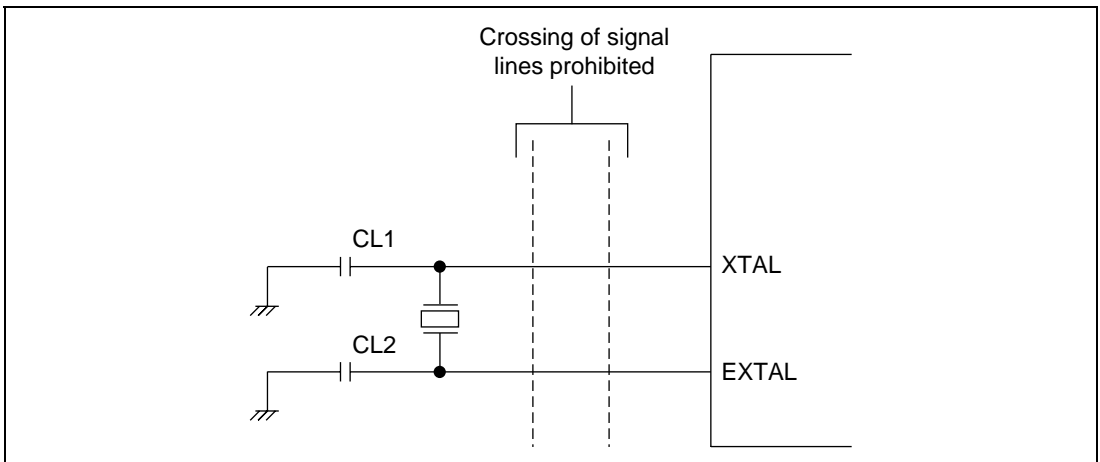 Crossing of signal
lines prohibited
CL1
XTAL
CL2
EXTAL